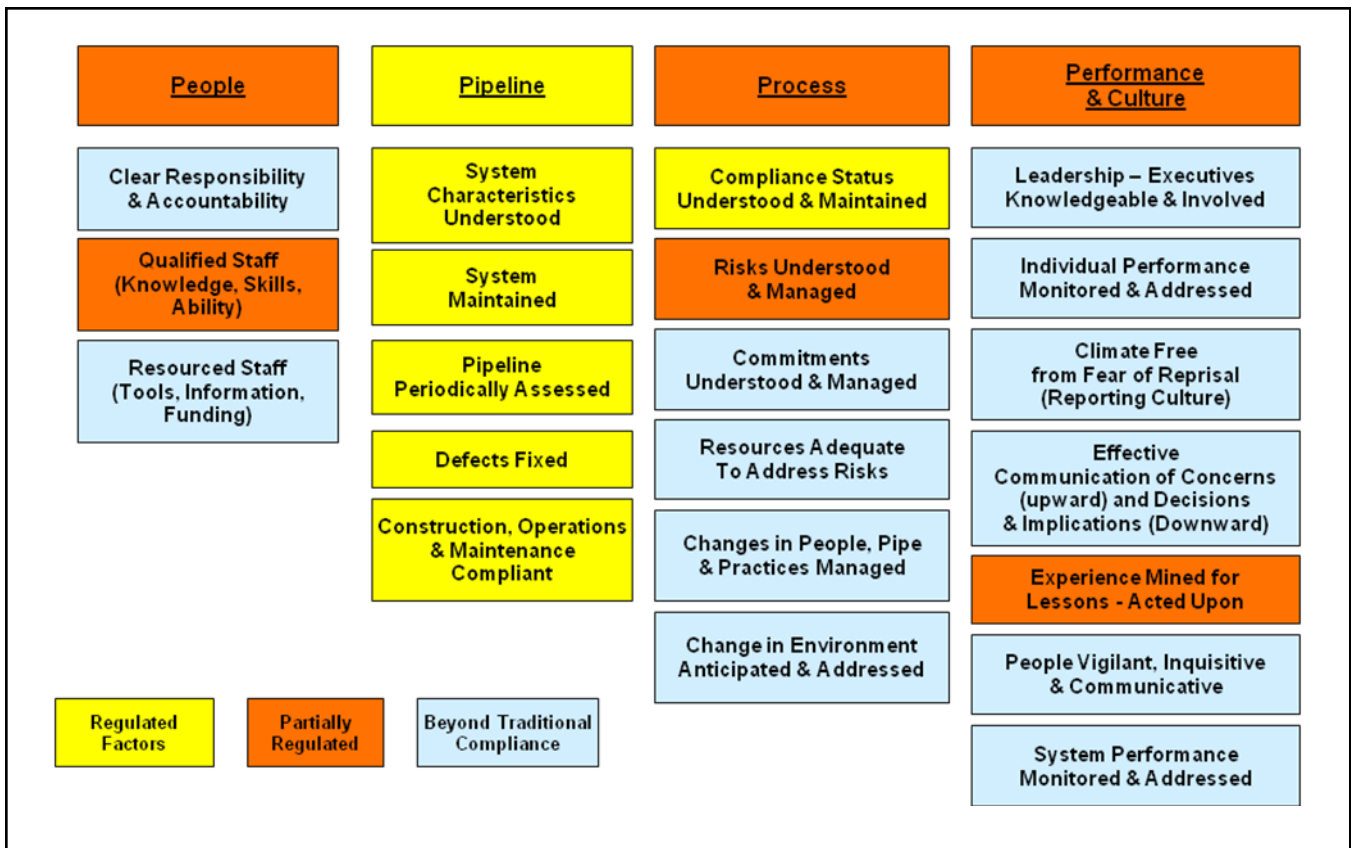 People
Clear Responsibility
& Accountability
Qualified Staff
(Knowledge, Skills,
Ability)
Resourced Staff
(Tools, Information,
Funding)
Pipeline
System
Characteristics
Understood
System
Maintained
Pipeline
Periodically Assessed
Defects Fixed
Construction, Operations
& Maintenance
Compliant
Process
Compliance Status
Understood & Maintained
Risks Understood
& Managed
Commitments
Understood & Managed
Resources Adequate
To Address Risks
Changes in People, Pipe
& Practices Managed
Change in Environment
Anticipated & Addressed
Performance
& Culture
Leadership – Executives
Knowledgeable & Involved
Individual Performance
Monitored & Addressed
Climate Free
from Fear of Reprisal
(Reporting Culture)
Effective
Communication of Concerns
(upward) and Decisions
& Implications (Downward)
Experience Mined for
Lessons - Acted Upon
People Vigilant, Inquisitive
& Communicative
System Performance
Monitored & Addressed
Regulated
Factors
Partially
Regulated
Beyond Traditional
Compliance